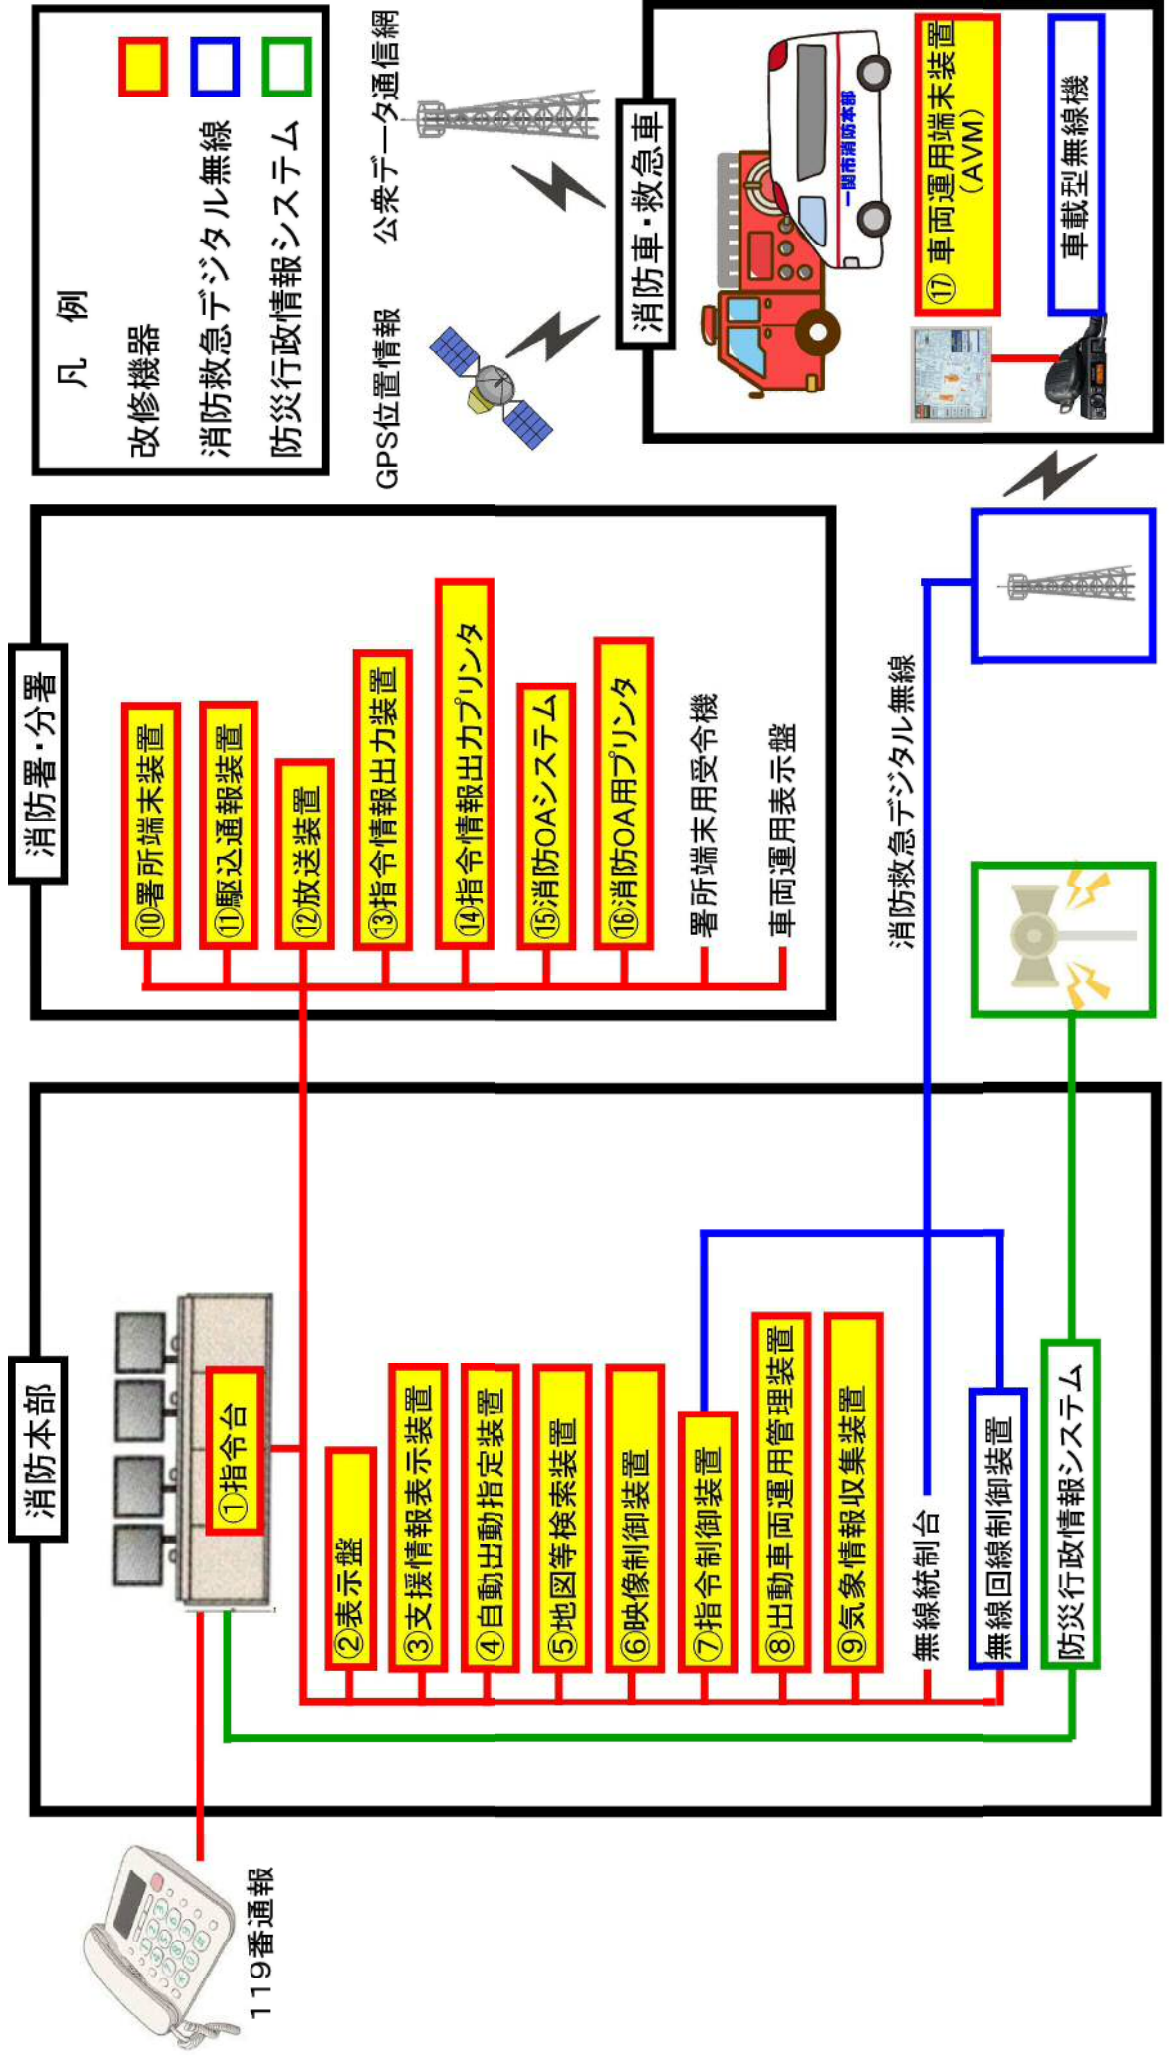 119番通報
消防本部
①指令台
②表示盤
③支援情報表示装置
④自動出動指定装置
⑤地図等検索装置
⑥映像制御装置
⑦指令制御装置
⑧出動車両運用管理装置
⑨気象情報収集装置
無線統制台
無線回線制御装置
防災行政情報システム
消防署・分署
⑩署所端末装置
⑪駆込通報装置
⑫放送装置
⑬指令情報出力装置
⑭指令情報出力プリンタ
⑮消防OAシステム
⑯消防OA用プリンタ
署所端末用受令機
車両運用表示盤
消防救急デジタル無線
凡 例
改修機器
消防救急デジタル無線
防災行政情報システム
GPS位置情報
公衆データ通信網
消防車・救急車
一関市消防本部
⑰ 車両運用端末装置
(AVM)
車載型無線機